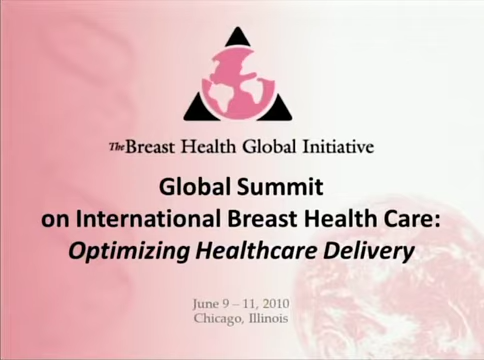 The Breast Health Global Initiative
Global Summit
on International Breast Health Care:
Optimizing Healthcare Delivery
June 9 – 11, 2010
Chicago, Illinois